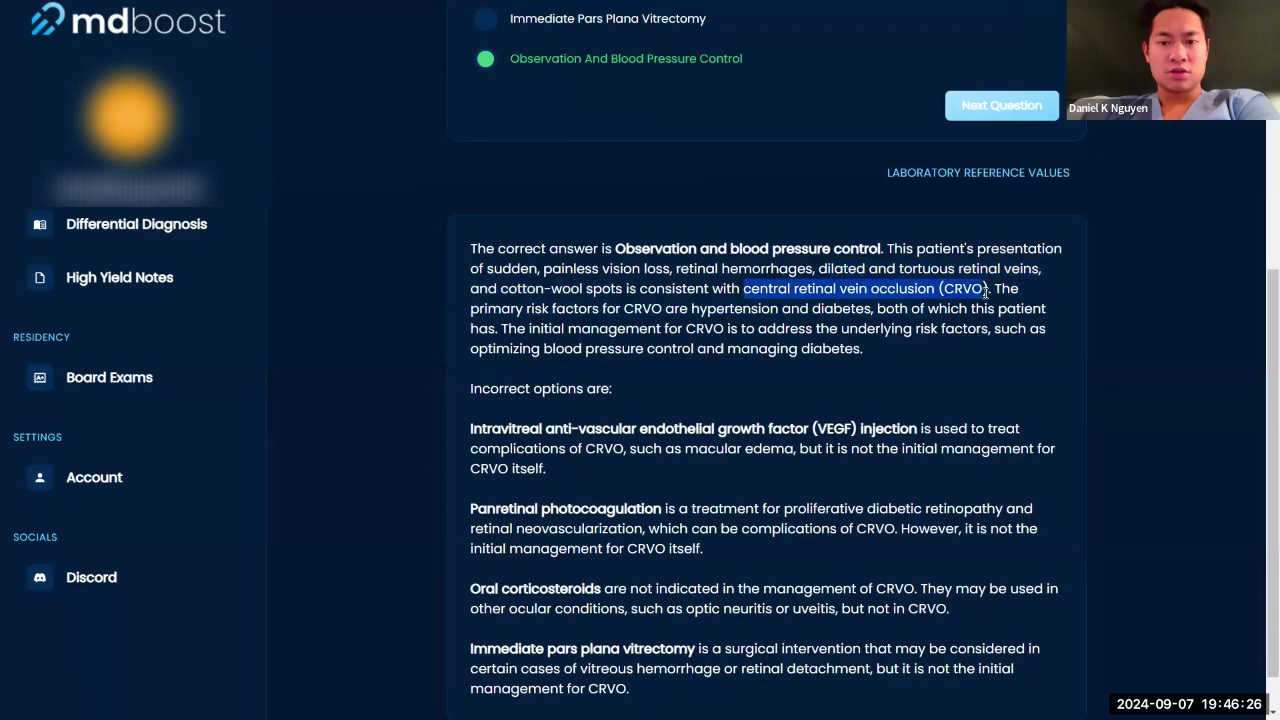 mdboost
Differential Diagnosis
High Yield Notes
RESIDENCY
Board Exams
SETTINGS
Account
SOCIALS
Discord
Immediate Pars Plana Vitrectomy
Observation And Blood Pressure Control
Next Question
Daniel K Nguyen
LABORATORY REFERENCE VALUES
The correct answer is Observation and blood pressure control. This patient's presentation
of sudden, painless vision loss, retinal hemorrhages, dilated and tortuous retinal veins,
and cotton-wool spots is consistent with central retinal vein occlusion (CRVO). The
primary risk factors for CRVO are hypertension and diabetes, both of which this patient
has. The initial management for CRVO is to address the underlying risk factors, such as
optimizing blood pressure control and managing diabetes.
Incorrect options are:
Intravitreal anti-vascular endothelial growth factor (VEGF) injection is used to treat
complications of CRVO, such as macular edema, but it is not the initial management for
CRVO itself.
Panretinal photocoagulation is a treatment for proliferative diabetic retinopathy and
retinal neovascularization, which can be complications of CRVO. However, it is not the
initial management for CRVO itself.
Oral corticosteroids are not indicated in the management of CRVO. They may be used in
other ocular conditions, such as optic neuritis or uveitis, but not in CRVO.
Immediate pars plana vitrectomy is a surgical intervention that may be considered in
certain cases of vitreous hemorrhage or retinal detachment, but it is not the initial
management for CRVO.
2024-09-07 19:46:26